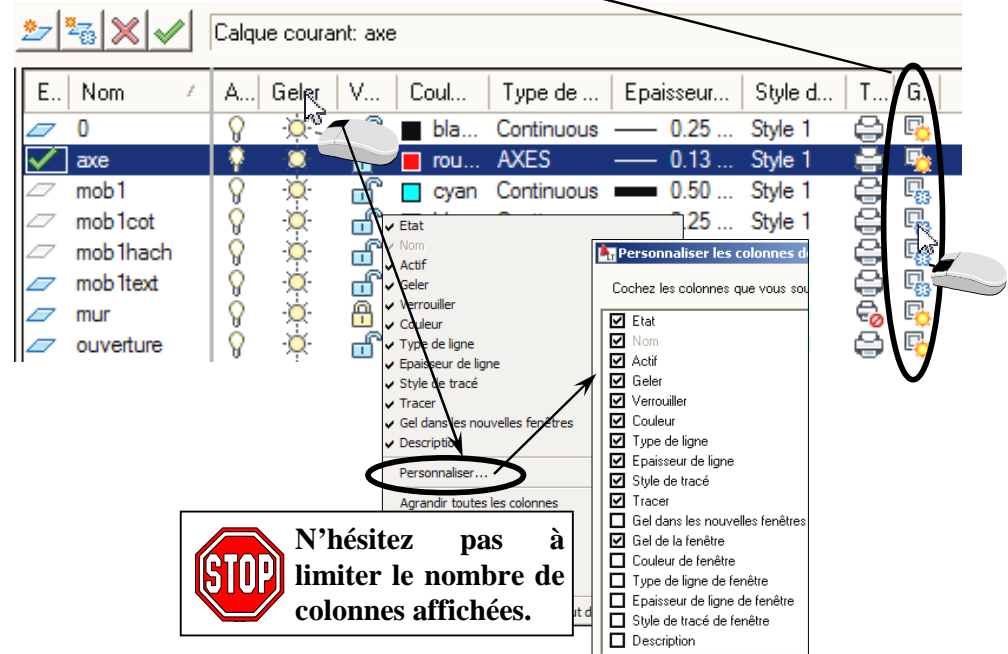 Calque courant: axe
E... Nom / A... Geler V... Coul... Type de ... Epaisseur... Style d... T... G.
0 bla... Continuous 0.25 ... Style 1
axe rou... AXES 0.13 ... Style 1
mob1 cyan Continuous 0.50 ... Style 1
mob1cot .25 ... Style 1
mob1hach
mob1text
mur
ouverture
Etat
Nom
Actif
Geler
Verrouiller
Couleur
Type de ligne
Epaisseur de ligne
Style de tracé
Tracer
Gel dans les nouvelles fenêtres
Description
Personnaliser...
Agrandir toutes les colonnes
LT Personnaliser les colonnes d
Cochez les colonnes que vous sou
Etat
Nom
Actif
Geler
Verrouiller
Couleur
Type de ligne
Epaisseur de ligne
Style de tracé
Tracer
Gel dans les nouvelles fenêtres
Gel de la fenêtre
Couleur de fenêtre
Type de ligne de fenêtre
Epaisseur de ligne de fenêtre
Style de tracé de fenêtre
Description
STOP
N'hésitez pas à
limiter le nombre de
colonnes affichées.